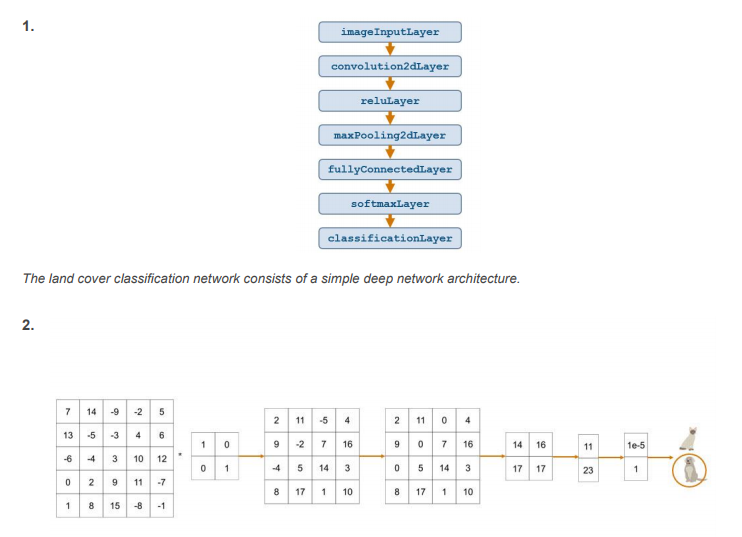 1.
imageInputLayer
convolution2dLayer
reluLayer
maxPooling2dLayer
fullyConnectedLayer
softmaxLayer
classificationLayer
The land cover classification network consists of a simple deep network architecture.
2.
7 14 -9 -2 5
13 -5 -3 4 6
-6 -4 3 10 12
0 2 9 11 -7
1 8 15 -8 -1
*
1 0
0 1
2 11 -5 4
9 -2 7 16
-4 5 14 3
8 17 1 10
2 11 0 4
9 0 7 16
0 5 14 3
8 17 1 10
14 16
17 17
11
23
1e-5
1